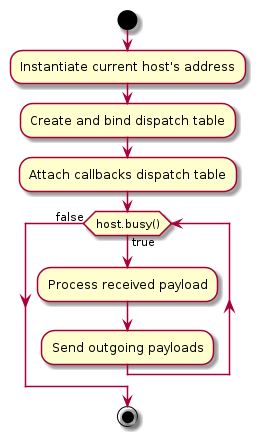 Instantiate current host's address
Create and bind dispatch table
Attach callbacks dispatch table
false
host.busy()
true
Process received payload
Send outgoing payloads